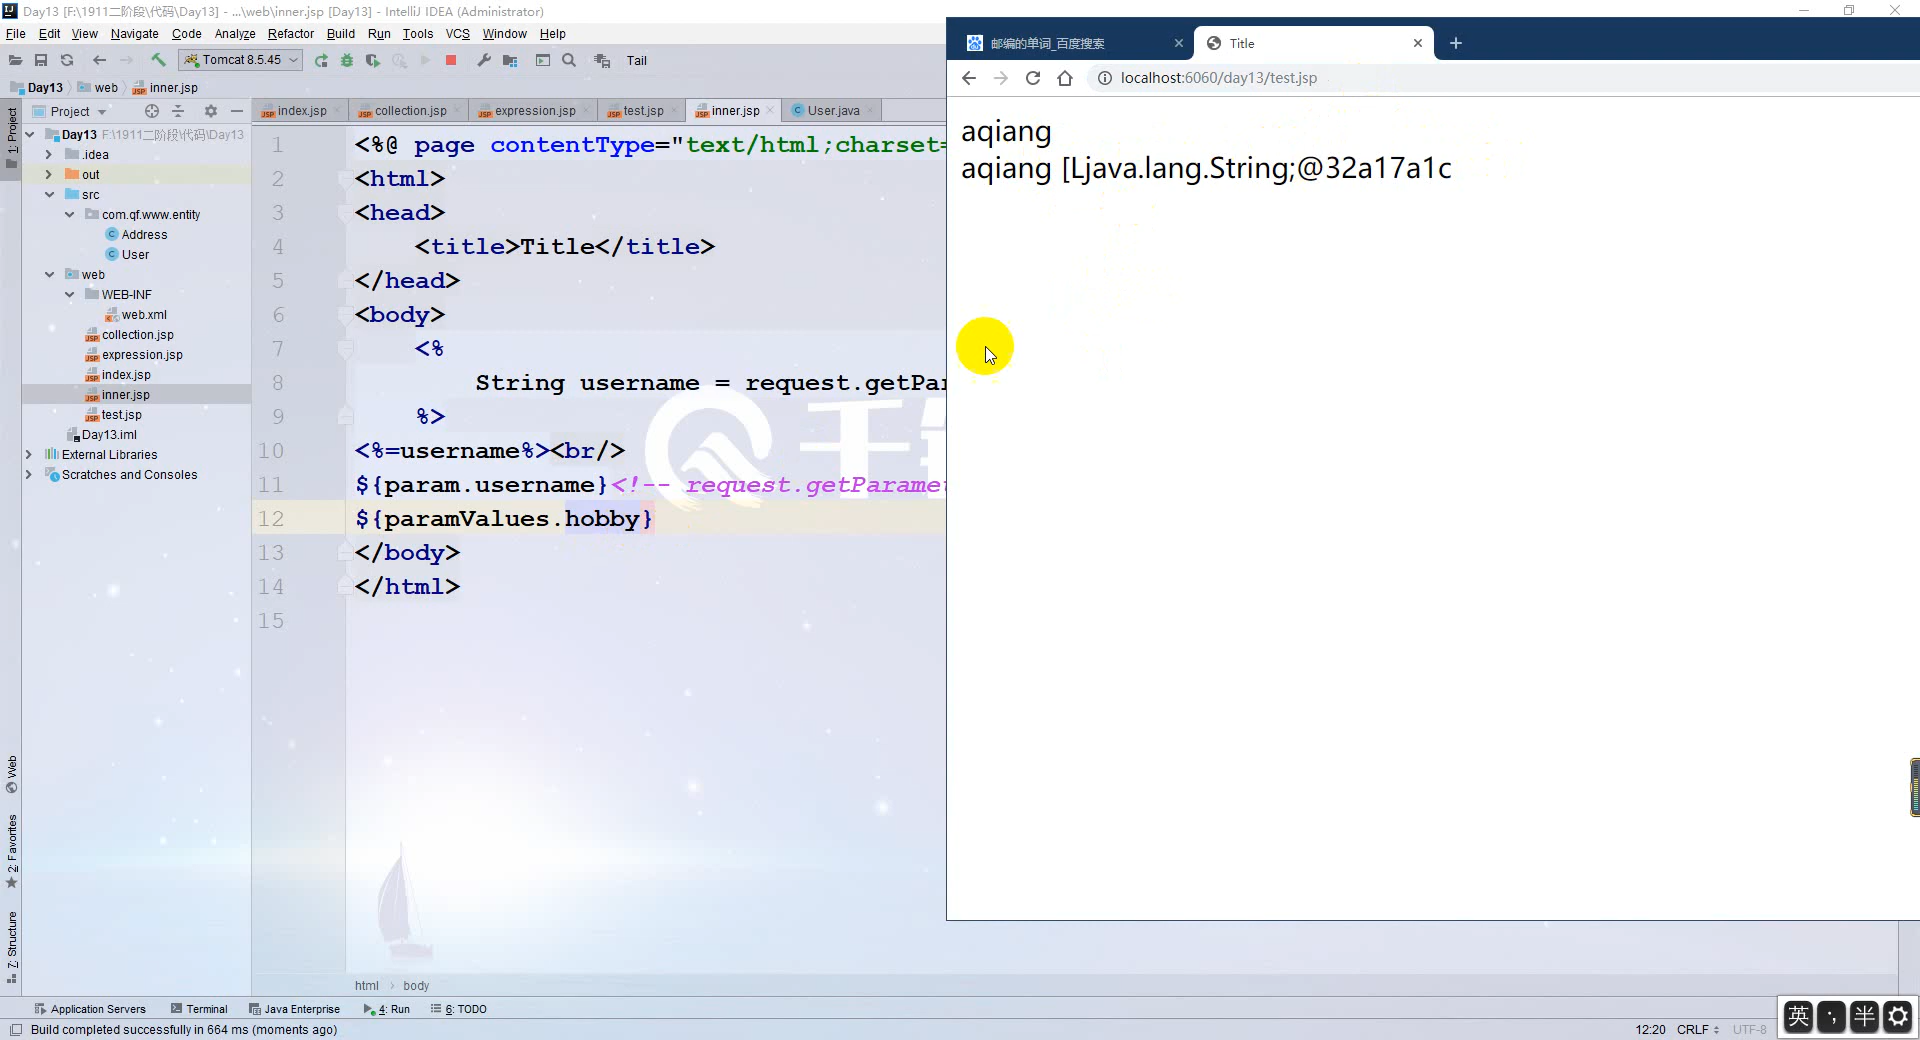 Day13 [F:\1911二阶段\代码\Day13] - ...\web\inner.jsp [Day13] - IntelliJ IDEA (Administrator)
File Edit View Navigate Code Analyze Refactor Build Run Tools VCS Window Help
Tomcat 8.5.45 Tail
Day13 web inner.jsp
Project
index.jsp collection.jsp expression.jsp test.jsp inner.jsp User.java
1: Project
Day13 F:\1911二阶段\代码\Day13
.idea
out
src
com.qf.www.entity
Address
User
web
WEB-INF
web.xml
collection.jsp
expression.jsp
index.jsp
inner.jsp
test.jsp
Day13.iml
External Libraries
Scratches and Consoles
Web
2: Favorites
7: Structure
1 <%@ page contentType="text/html;charset=
2 <html>
3 <head>
4 <title>Title</title>
5 </head>
6 <body>
7 <%
8 String username = request.getPar
9 %>
10 <%=username%><br/>
11 ${param.username}<!-- request.getParamet
12 ${paramValues.hobby}
13 </body>
14 </html>
15
html body
邮编的单词_百度搜索 Title
localhost:6060/day13/test.jsp
aqiang
aqiang [Ljava.lang.String;@32a17a1c
Application Servers Terminal Java Enterprise 4: Run 6: TODO
Build completed successfully in 664 ms (moments ago)
12:20 CRLF UTF-8
英 半